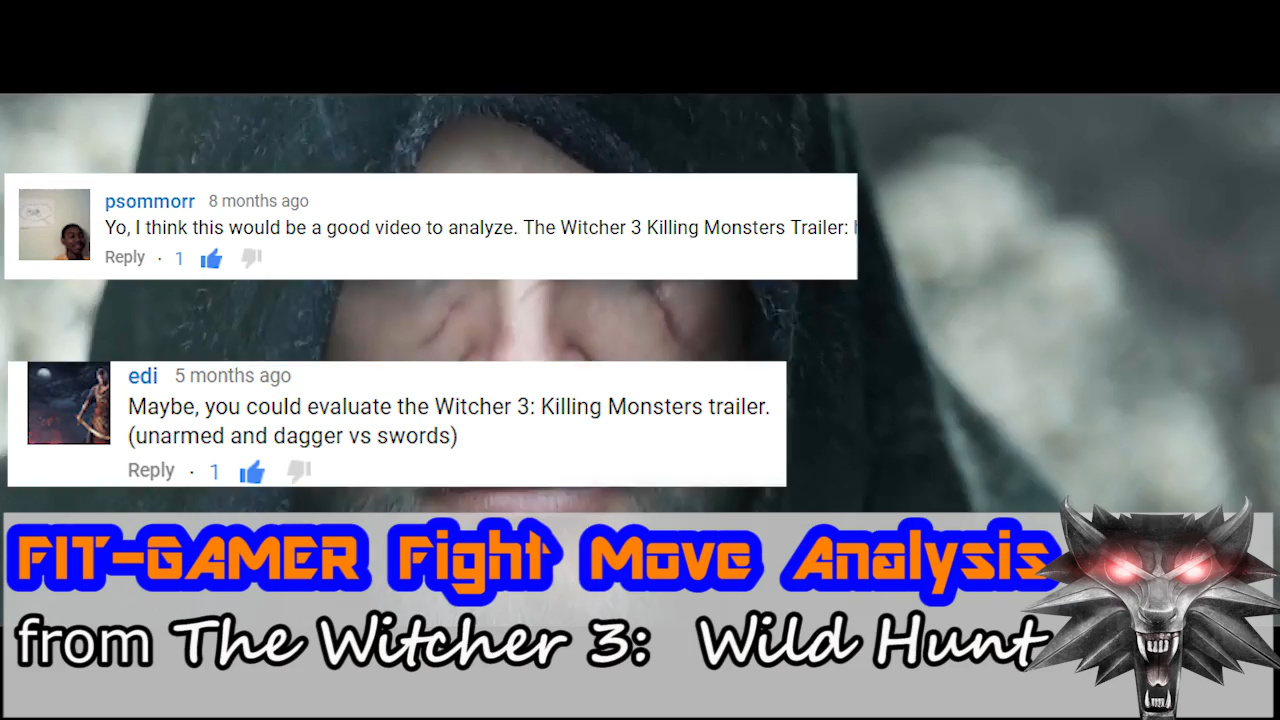 psommorr 8 months ago
Yo, I think this would be a good video to analyze. The Witcher 3 Killing Monsters Trailer:
Reply · 1
edi 5 months ago
Maybe, you could evaluate the Witcher 3: Killing Monsters trailer.
(unarmed and dagger vs swords)
Reply · 1
FIT-GAMER Fight Move Analysis
from The Witcher 3: Wild Hunt